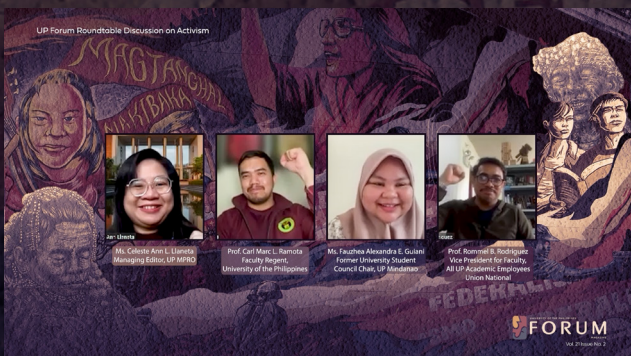 UP Forum Roundtable Discussion on Activism
MAGTANGHAL
MAKIBAKA
Ms. Celeste Ann L. Llaneta
Managing Editor, UP MPRO
Prof. Carl Marc L. Ramota
Faculty Regent,
University of the Philippines
Ms. Fauzhea Alexandra E. Guiani
Former University Student
Council Chair, UP Mindanao
Prof. Rommel B. Rodriguez
Vice President for Faculty,
All UP Academic Employees
Union National
FORUM
Vol. 21 Issue No. 2